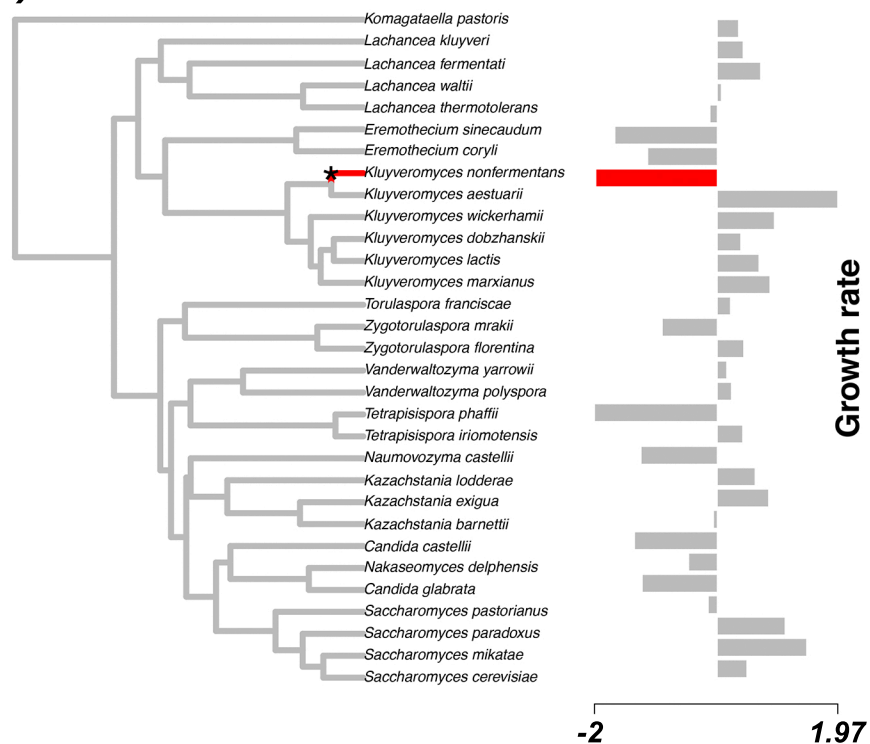 Komagataella pastoris
Lachancea kluyveri
Lachancea fermentati
Lachancea waltii
Lachancea thermotolerans
Eremothecium sinecaudum
Eremothecium coryli
Kluyveromyces nonfermentans
Kluyveromyces aestuarii
Kluyveromyces wickerhamii
Kluyveromyces dobzhanskii
Kluyveromyces lactis
Kluyveromyces marxianus
Torulaspora franciscae
Zygotorulaspora mrakii
Zygotorulaspora florentina
Vanderwaltozyma yarrowii
Vanderwaltozyma polyspora
Tetrapisispora phaffii
Tetrapisispora iriomotensis
Naumovozyma castellii
Kazachstania lodderae
Kazachstania exigua
Kazachstania barnettii
Candida castellii
Nakaseomyces delphensis
Candida glabrata
Saccharomyces pastorianus
Saccharomyces paradoxus
Saccharomyces mikatae
Saccharomyces cerevisiae
Growth rate
-2 1.97